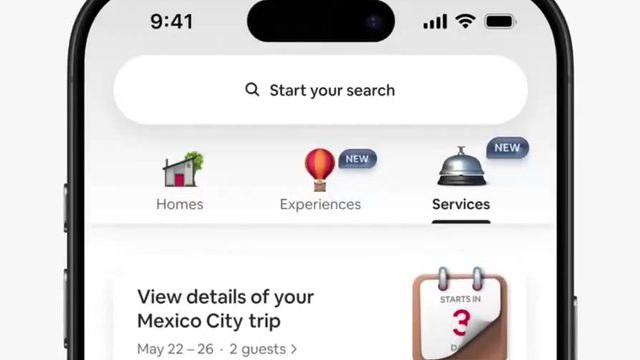 9:41
Start your search
NEW
NEW
Homes
Experiences
Services
View details of your
Mexico City trip
May 22 – 26 · 2 guests >
STARTS IN
3